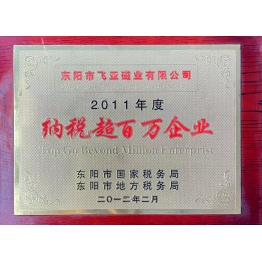 东阳市飞亚磁业有限公司
2011年度
纳税超百万企业
Top Go Beyond Million Enterprise
东阳市国家税务局
东阳市地方税务局
二〇一二年二月